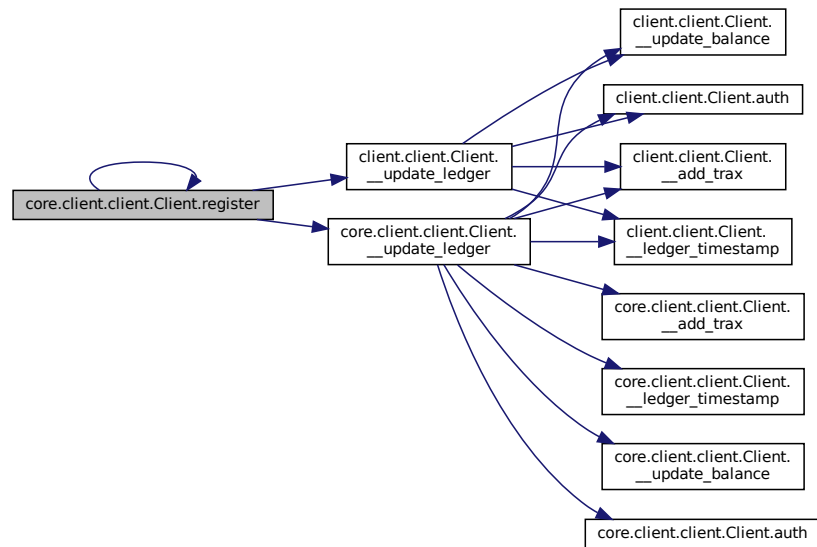 core.client.client.Client.register
client.client.Client.
__update_ledger
core.client.client.Client.
__update_ledger
client.client.Client.
__update_balance
client.client.Client.auth
client.client.Client.
__add_trax
client.client.Client.
__ledger_timestamp
core.client.client.Client.
__add_trax
core.client.client.Client.
__ledger_timestamp
core.client.client.Client.
__update_balance
core.client.client.Client.auth